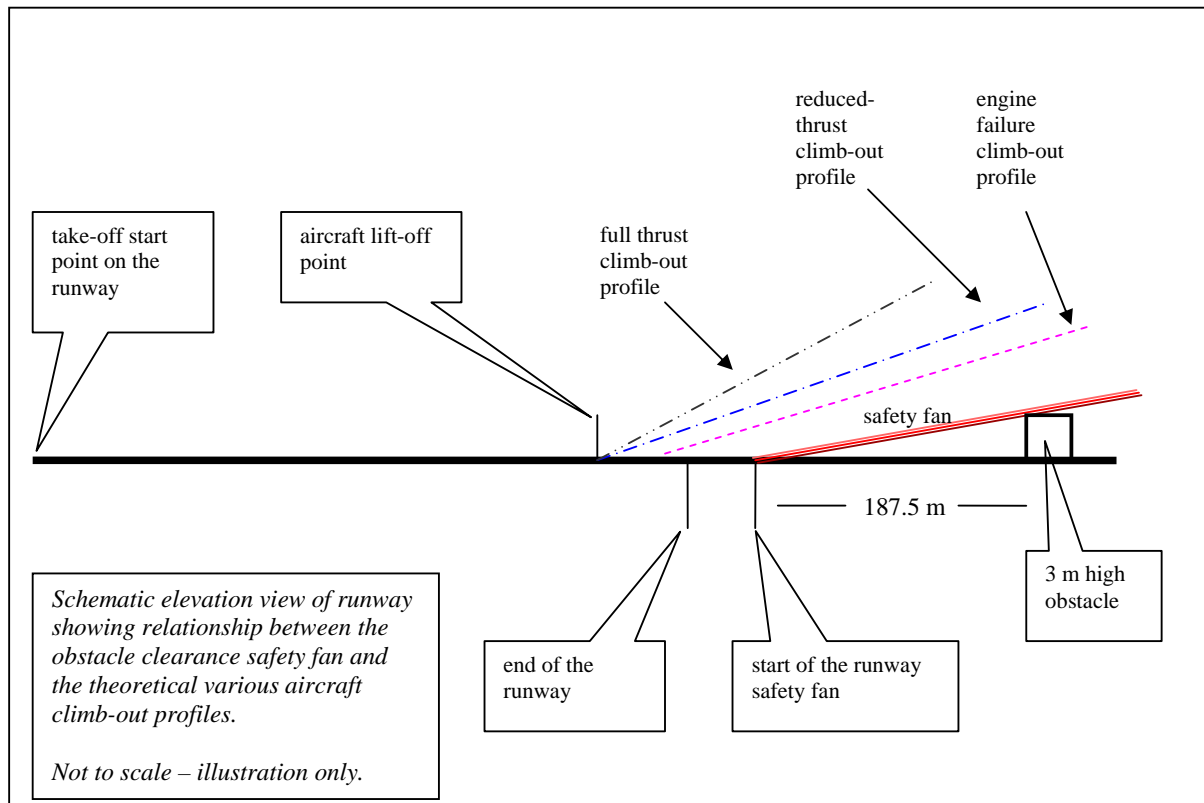 reduced-
thrust
climb-out
profile
engine
failure
climb-out
profile
take-off start
point on the
runway
aircraft lift-off
point
full thrust
climb-out
profile
safety fan
187.5 m
3 m high
obstacle
Schematic elevation view of runway
showing relationship between the
obstacle clearance safety fan and
the theoretical various aircraft
climb-out profiles.
Not to scale – illustration only.
end of the
runway
start of the runway
safety fan